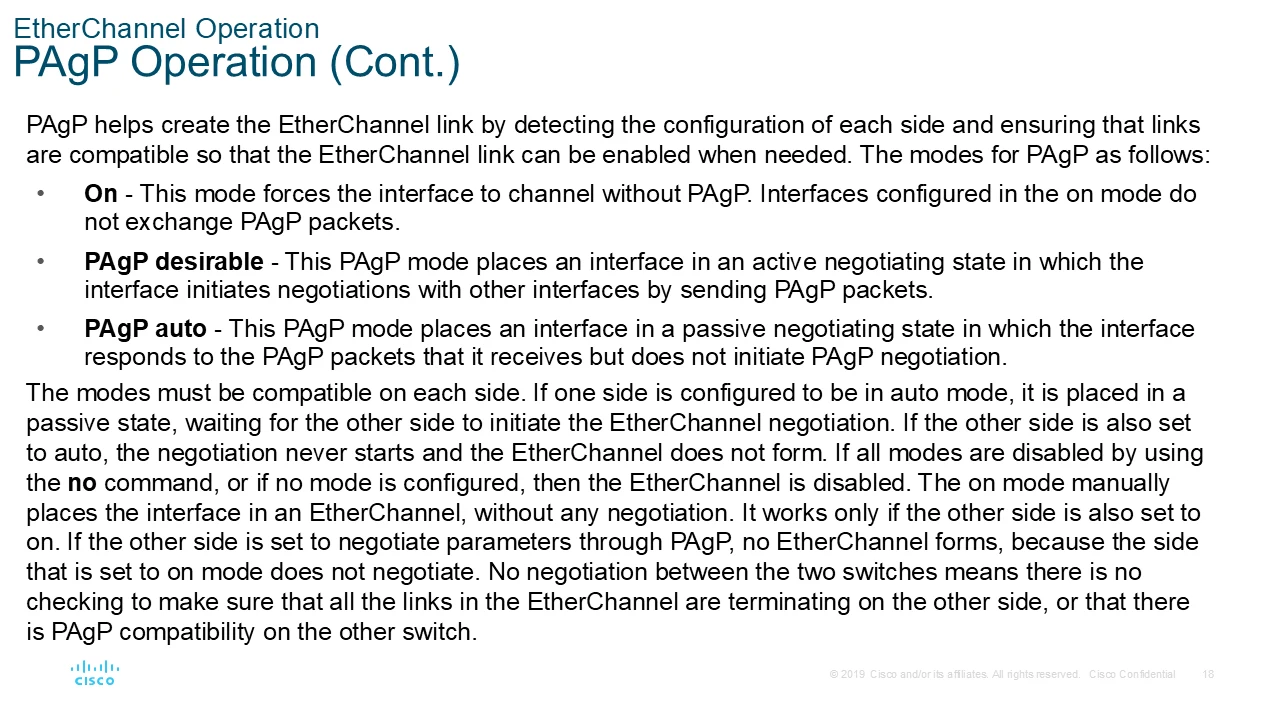 EtherChannel Operation
PAgP Operation (Cont.)
PAgP helps create the EtherChannel link by detecting the configuration of each side and ensuring that links
are compatible so that the EtherChannel link can be enabled when needed. The modes for PAgP as follows:
• On - This mode forces the interface to channel without PAgP. Interfaces configured in the on mode do
not exchange PAgP packets.
• PAgP desirable - This PAgP mode places an interface in an active negotiating state in which the
interface initiates negotiations with other interfaces by sending PAgP packets.
• PAgP auto - This PAgP mode places an interface in a passive negotiating state in which the interface
responds to the PAgP packets that it receives but does not initiate PAgP negotiation.
The modes must be compatible on each side. If one side is configured to be in auto mode, it is placed in a
passive state, waiting for the other side to initiate the EtherChannel negotiation. If the other side is also set
to auto, the negotiation never starts and the EtherChannel does not form. If all modes are disabled by using
the no command, or if no mode is configured, then the EtherChannel is disabled. The on mode manually
places the interface in an EtherChannel, without any negotiation. It works only if the other side is also set to
on. If the other side is set to negotiate parameters through PAgP, no EtherChannel forms, because the side
that is set to on mode does not negotiate. No negotiation between the two switches means there is no
checking to make sure that all the links in the EtherChannel are terminating on the other side, or that there
is PAgP compatibility on the other switch.
CISCO
© 2019 Cisco and/or its affiliates. All rights reserved. Cisco Confidential 18